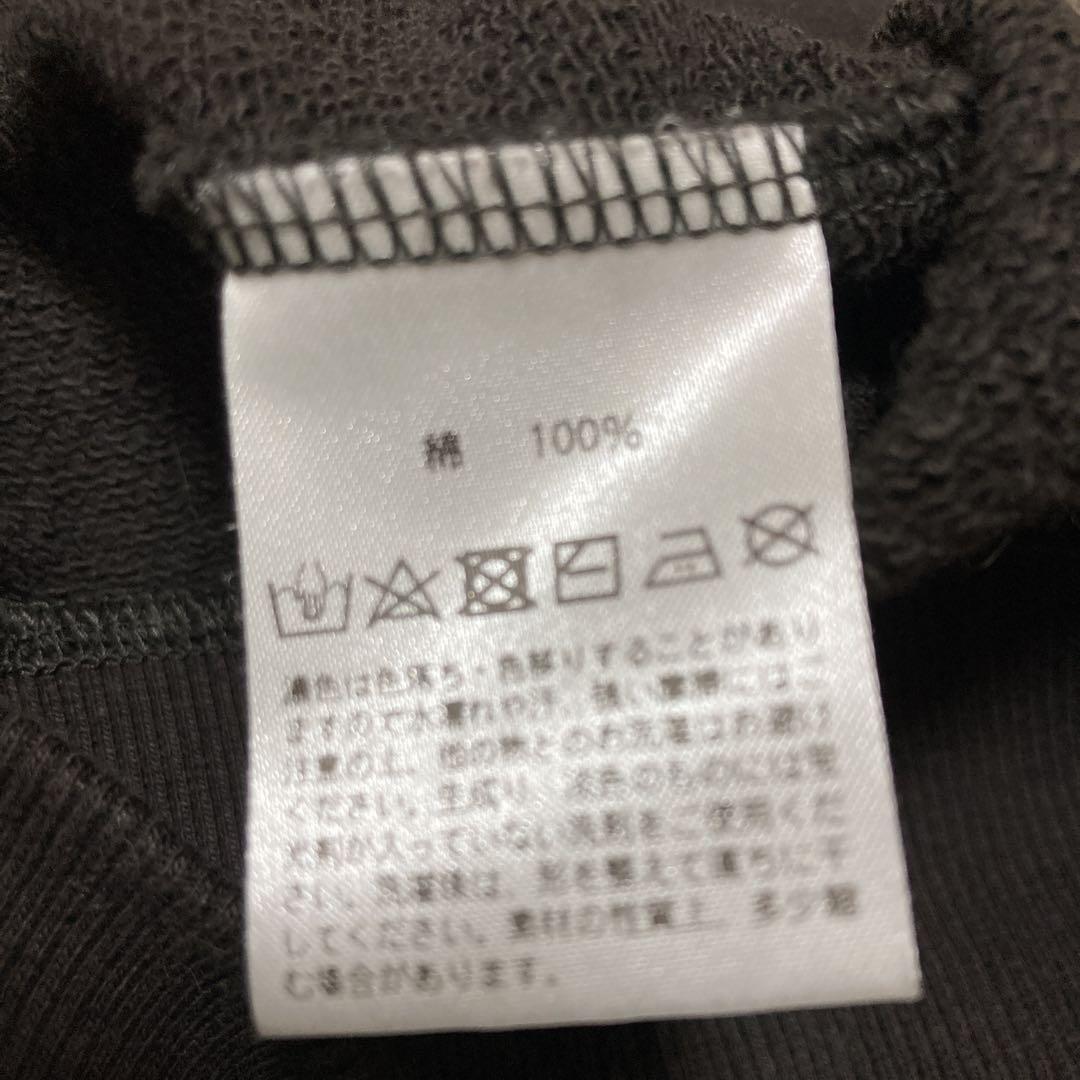 綿 100%
濃色は色落ち・色移りすることがあり
ますので水濡れや汗、強い摩擦にはご
注意の上、他の物とのお洗濯はお避け
ください。生成り、淡色のものには蛍
光剤が入っていない洗剤をご使用くだ
さい。洗濯後は、形を整えて直ちに干
してください。素材の性質上、多少縮
む場合があります。